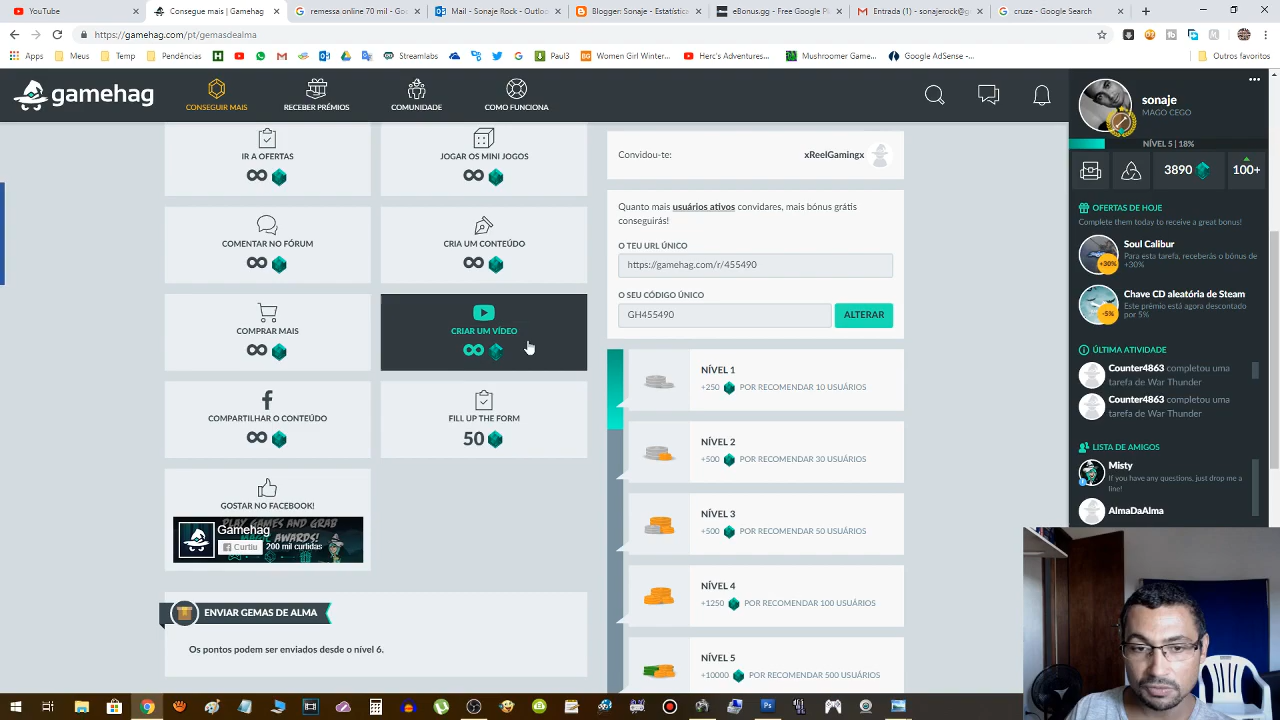 YouTube
Consegue mais | Gamehag
remessa online 70 mil - Go
Mail - Sonaje Rock - Outloo
Blogger: Sonaje - Estatístic
eBonus.gg - Free Google Pl
Entrada (1) - sonajerock@g
cruze - Google Search
https://gamehag.com/pt/gemasdealma
Apps
Meus
Testar
Pendências
Streamlabs
Paul3
Women Girl Winter...
Herc's Adventures...
Mushroomer Game...
Google AdSense -...
Outros favoritos
gamehag
CONSEGUIR MAIS
RECEBER PRÉMIOS
COMUNIDADE
COMO FUNCIONA
sonaje
MAGO CEGO
NÍVEL 5 | 18%
3890
100+
IR A OFERTAS
JOGAR OS MINI JOGOS
COMENTAR NO FÓRUM
CRIA UM CONTEÚDO
COMPRAR MAIS
CRIAR UM VÍDEO
COMPARTILHAR O CONTEÚDO
FILL UP THE FORM
50
GOSTAR NO FACEBOOK!
PLAY GAMES AND GRAB
AWARDS!
Gamehag
Curtiu
200 mil curtidas
ENVIAR GEMAS DE ALMA
Os pontos podem ser enviados desde o nível 6.
Convidou-te:
xReelGamingx
Quanto mais usuários ativos convidares, mais bónus grátis
conseguirás!
O TEU URL ÚNICO
https://gamehag.com/r/455490
O SEU CÓDIGO ÚNICO
GH455490
ALTERAR
NÍVEL 1
+250 POR RECOMENDAR 10 USUÁRIOS
NÍVEL 2
+500 POR RECOMENDAR 30 USUÁRIOS
NÍVEL 3
+500 POR RECOMENDAR 50 USUÁRIOS
NÍVEL 4
+1250 POR RECOMENDAR 100 USUÁRIOS
NÍVEL 5
+10000 POR RECOMENDAR 500 USUÁRIOS
OFERTAS DE HOJE
Complete them today to receive a great bonus!
Soul Calibur
Para esta tarefa, receberás o bónus de
+30%
+30%
Chave CD aleatória de Steam
Este prémio está agora descontado
por 5%
-5%
ÚLTIMA ATIVIDADE
Counter4863 completou uma
tarefa de War Thunder
Counter4863 completou uma
tarefa de War Thunder
LISTA DE AMIGOS
Misty
If you have any questions, just drop me a
line!
AlmaDaAlma